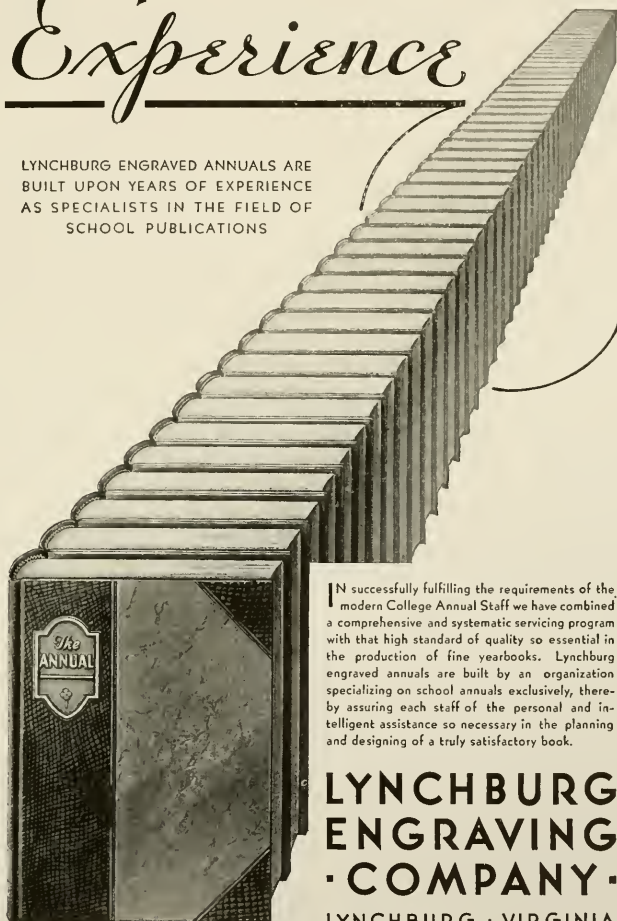 Experience
LYNCHBURG ENGRAVED ANNUALS ARE
BUILT UPON YEARS OF EXPERIENCE
AS SPECIALISTS IN THE FIELD OF
SCHOOL PUBLICATIONS
The
ANNUAL
IN successfully fulfilling the requirements of the
modern College Annual Staff we have combined
a comprehensive and systematic servicing program
with that high standard of quality so essential in
the production of fine yearbooks. Lynchburg
engraved annuals are built by an organization
specializing on school annuals exclusively, there-
by assuring each staff of the personal and in-
telligent assistance so necessary in the planning
and designing of a truly satisfactory book.
LYNCHBURG
ENGRAVING
·COMPANY·
LYNCHBURG · VIRGINIA